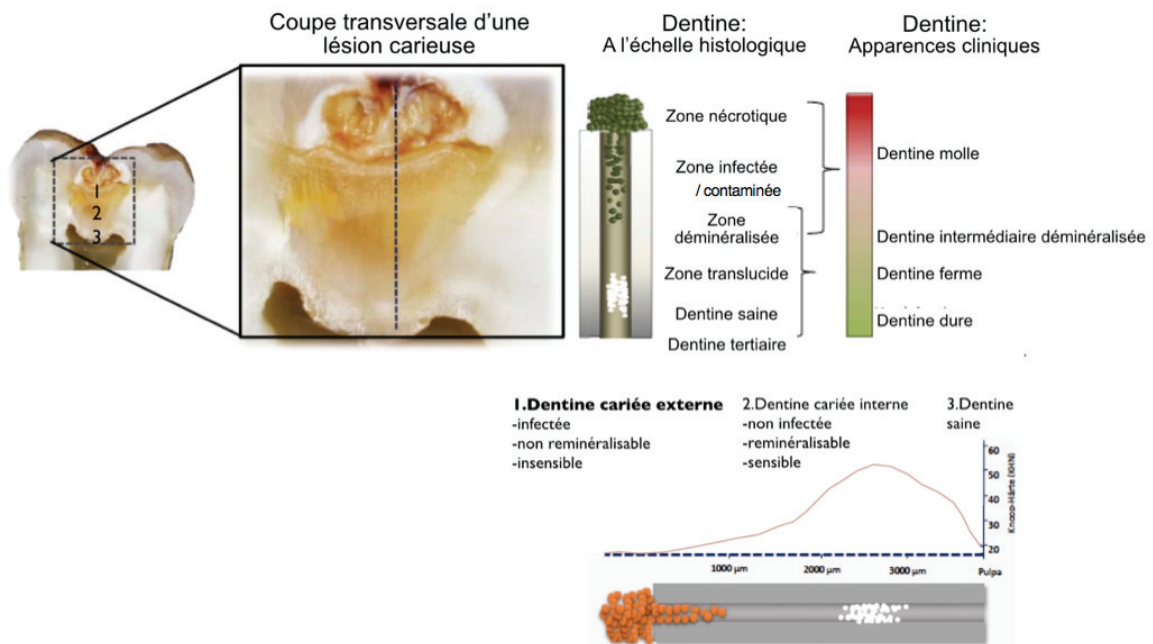 Coupe transversale d’une
lésion carieuse
Dentine:
A l’échelle histologique
Dentine:
Apparences cliniques
1
2
3
Zone nécrotique
Zone infectée
/ contaminée
Zone
déminéralisée
Zone translucide
Dentine saine
Dentine tertiaire
Dentine molle
Dentine intermédiaire déminéralisée
Dentine ferme
Dentine dure
1.Dentine cariée externe
-infectée
-non reminéralisable
-insensible
2.Dentine cariée interne
-non infectée
-reminéralisable
-sensible
3.Dentine
saine
60
50
40
30
20
Knoop-Härte (KHN)
1000 µm
2000 µm
3000 µm
Pulpa